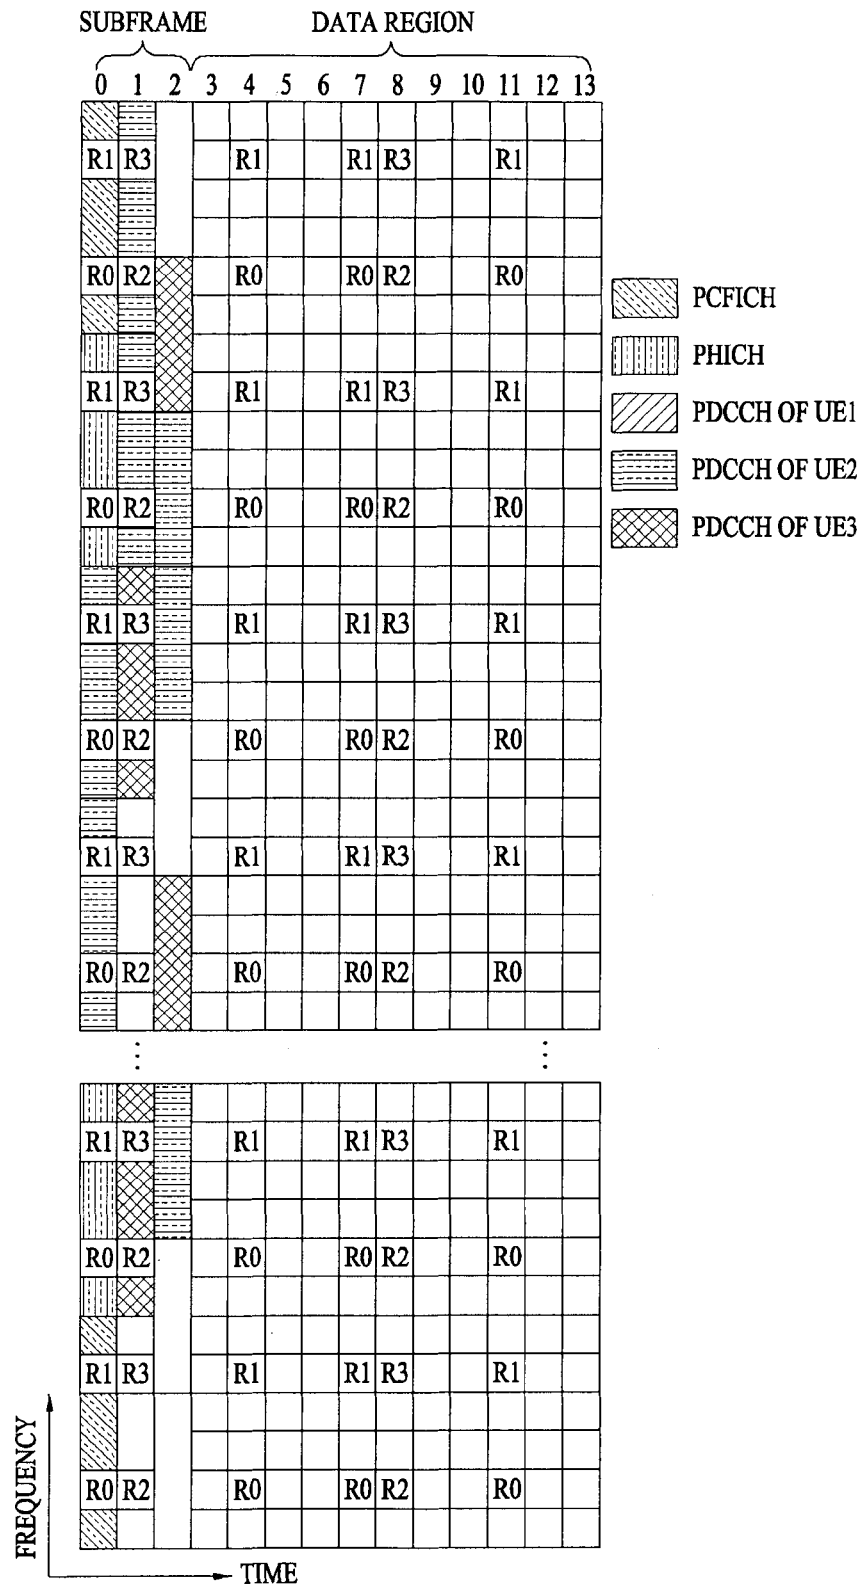 SUBFRAME DATA REGION
0 1 2 3 4 5 6 7 8 9 10 11 12 13
R1 R3 R1 R1 R3 R1
R0 R2 R0 R0 R2 R0
PCFICH
PHICH
R1 R3 R1 R1 R3 R1
PDCCH OF UE1
PDCCH OF UE2
R0 R2 R0 R0 R2 R0
PDCCH OF UE3
R1 R3 R1 R1 R3 R1
R0 R2 R0 R0 R2 R0
R1 R3 R1 R1 R3 R1
R0 R2 R0 R0 R2 R0
R1 R3 R1 R1 R3 R1
R0 R2 R0 R0 R2 R0
R1 R3 R1 R1 R3 R1
R0 R2 R0 R0 R2 R0
FREQUENCY
TIME